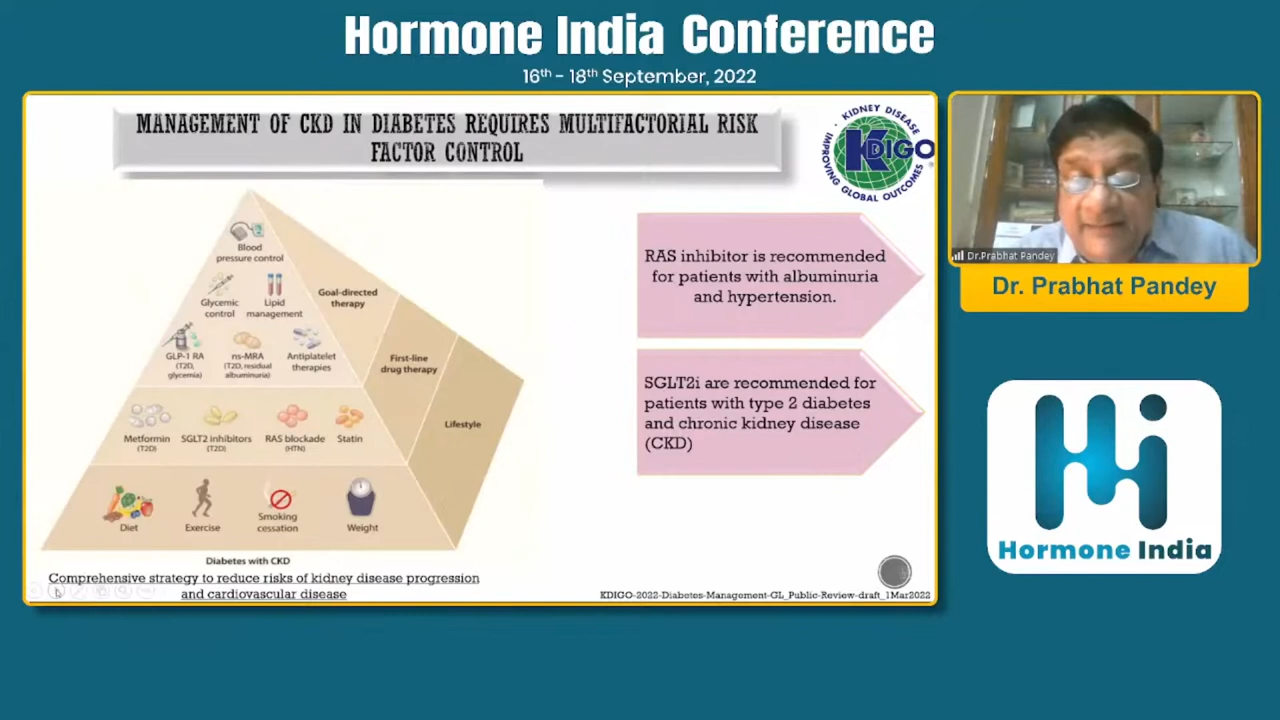 Hormone India Conference
16th - 18th September, 2022
MANAGEMENT OF CKD IN DIABETES REQUIRES MULTIFACTORIAL RISK
FACTOR CONTROL
KIDNEY DISEASE
KDIGO
IMPROVING GLOBAL OUTCOMES
Blood
pressure control
Glycemic
control
Lipid
management
Goal-directed
therapy
GLP-1 RA
(T2D,
glycemia)
ns-MRA
(T2D, residual
albuminuria)
Antiplatelet
therapies
First-line
drug therapy
Metformin
(T2D)
SGLT2 inhibitors
(T2D)
RAS blockade
(HTN)
Statin
Lifestyle
Diet
Exercise
Smoking
cessation
Weight
Diabetes with CKD
Comprehensive strategy to reduce risks of kidney disease progression
and cardiovascular disease
RAS inhibitor is recommended
for patients with albuminuria
and hypertension.
SGLT2i are recommended for
patients with type 2 diabetes
and chronic kidney disease
(CKD)
KDIGO-2022-Diabetes-Management-GL_Public-Review-draft_1Mar2022
Dr.Prabhat Pandey
Dr. Prabhat Pandey
Hormone India